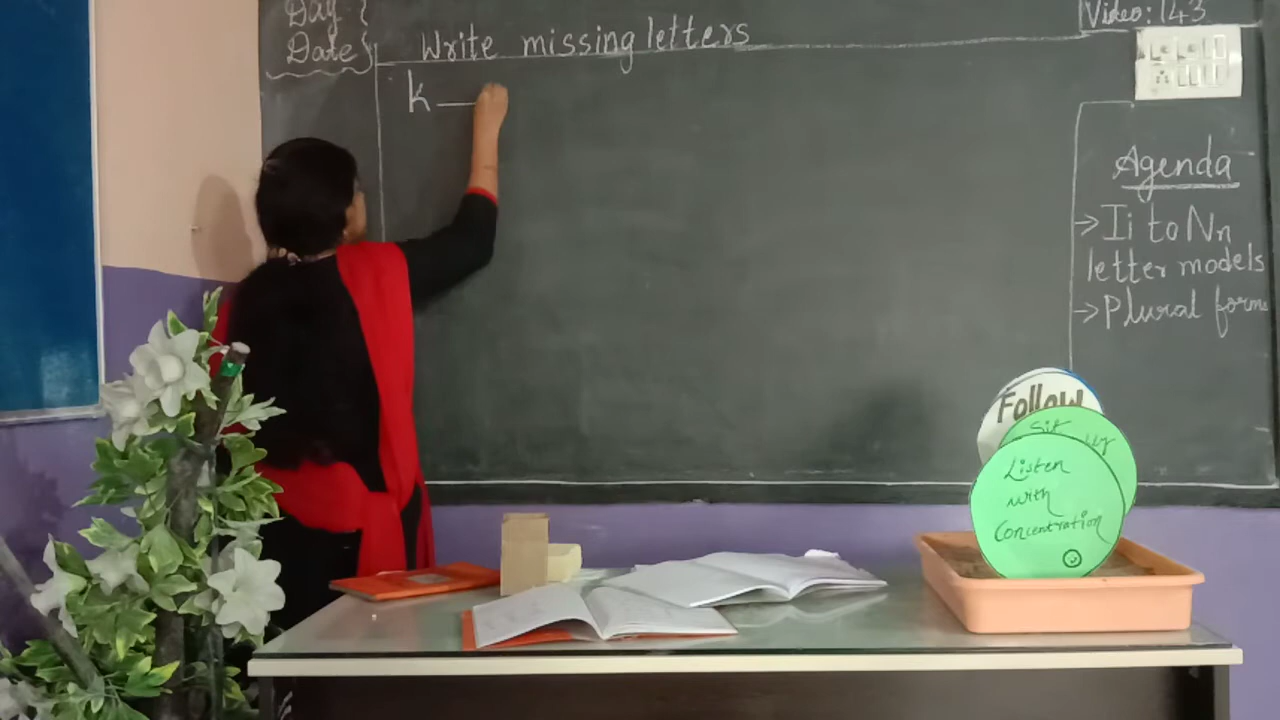 Day
Date
Write missing letters
Video: 143
k
Agenda
→ Ii to Nn
letter models
→ Plural forms
Follow
Sit
Listen
with
Concentration